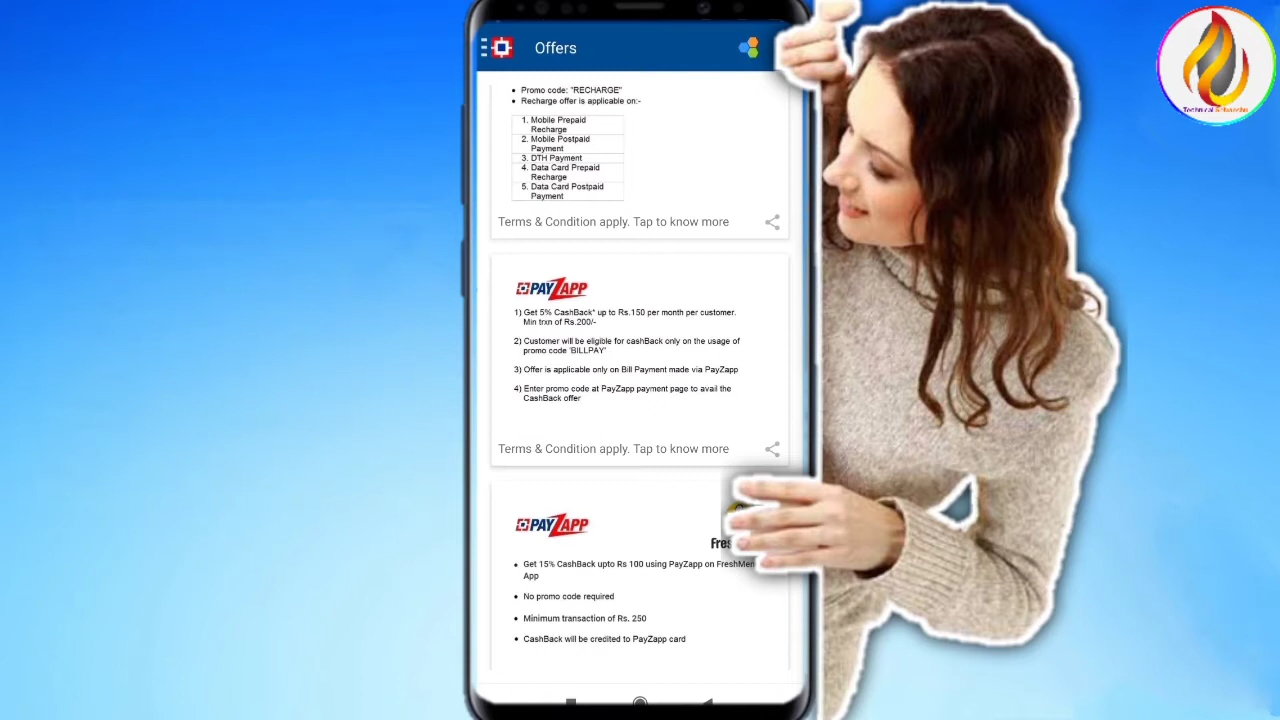 Offers
• Promo code: "RECHARGE"
• Recharge offer is applicable on:-
1. Mobile Prepaid
Recharge
2. Mobile Postpaid
Payment
3. DTH Payment
4. Data Card Prepaid
Recharge
5. Data Card Postpaid
Payment
Terms & Condition apply. Tap to know more
PAYZAPP
1) Get 5% CashBack* up to Rs.150 per month per customer.
Min trxn of Rs.200/-
2) Customer will be eligible for cashBack only on the usage of
promo code 'BILLPAY'
3) Offer is applicable only on Bill Payment made via PayZapp
4) Enter promo code at PayZapp payment page to avail the
CashBack offer
Terms & Condition apply. Tap to know more
PAYZAPP
Fres
• Get 15% CashBack upto Rs 100 using PayZapp on FreshMen
App
• No promo code required
• Minimum transaction of Rs. 250
• CashBack will be credited to PayZapp card
Technical